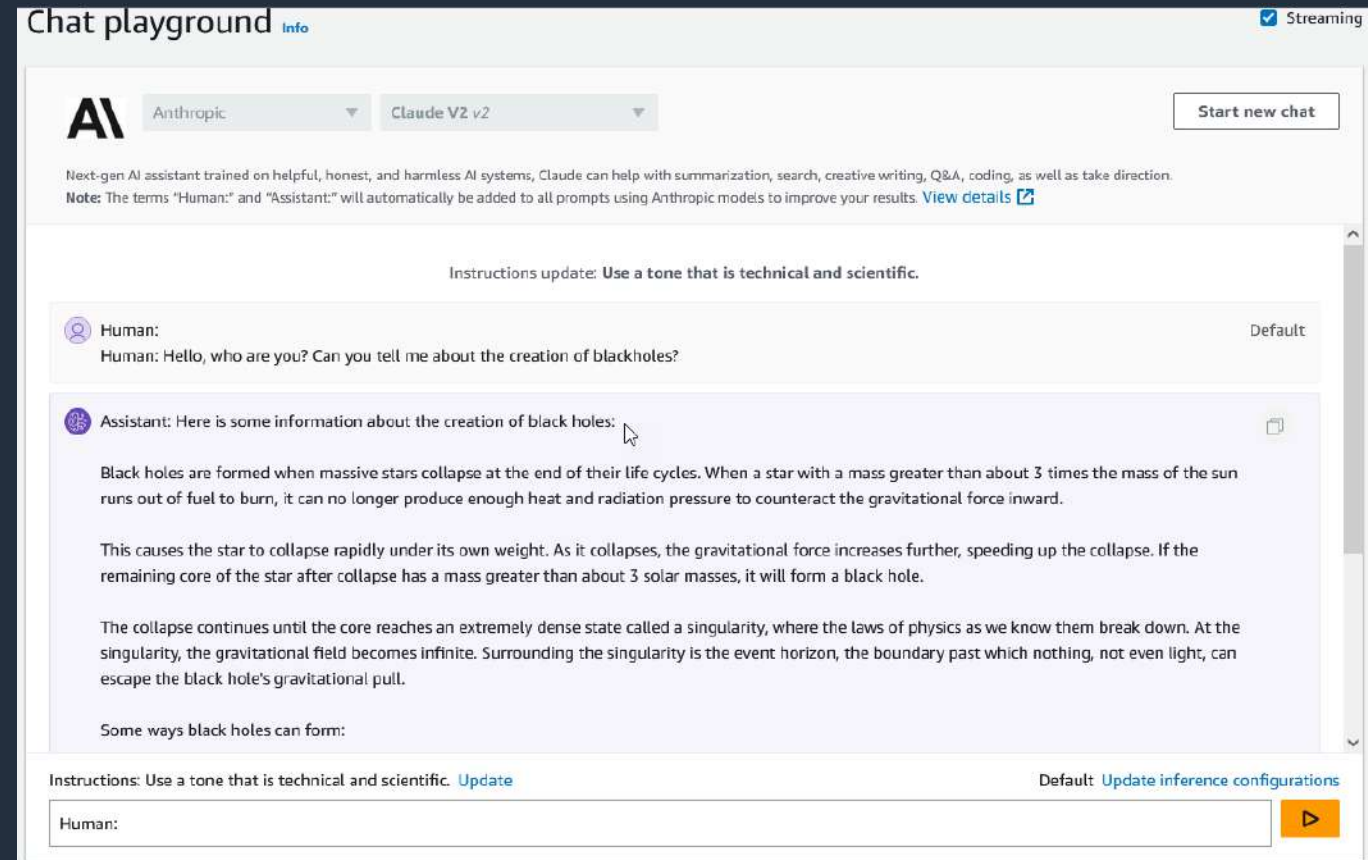 Chat playground Info
Streaming
Anthropic
Claude V2 v2
Start new chat
Next-gen AI assistant trained on helpful, honest, and harmless AI systems, Claude can help with summarization, search, creative writing, Q&A, coding, as well as take direction.
Note: The terms "Human:" and "Assistant:" will automatically be added to all prompts using Anthropic models to improve your results. View details
Instructions update: Use a tone that is technical and scientific.
Human:
Default
Human: Hello, who are you? Can you tell me about the creation of blackholes?
Assistant: Here is some information about the creation of black holes:
Black holes are formed when massive stars collapse at the end of their life cycles. When a star with a mass greater than about 3 times the mass of the sun
runs out of fuel to burn, it can no longer produce enough heat and radiation pressure to counteract the gravitational force inward.
This causes the star to collapse rapidly under its own weight. As it collapses, the gravitational force increases further, speeding up the collapse. If the
remaining core of the star after collapse has a mass greater than about 3 solar masses, it will form a black hole.
The collapse continues until the core reaches an extremely dense state called a singularity, where the laws of physics as we know them break down. At the
singularity, the gravitational field becomes infinite. Surrounding the singularity is the event horizon, the boundary past which nothing, not even light, can
escape the black hole's gravitational pull.
Some ways black holes can form:
Instructions: Use a tone that is technical and scientific. Update
Default Update inference configurations
Human: